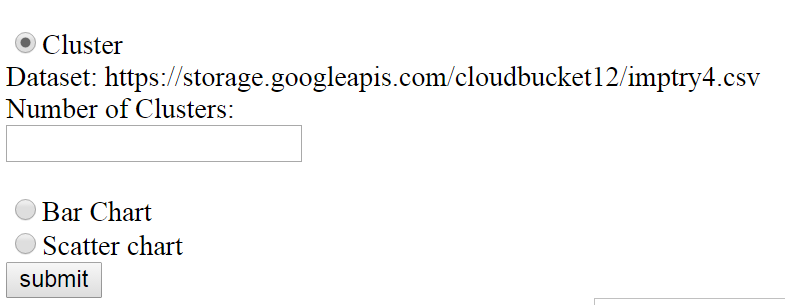 Cluster
Dataset: https://storage.googleapis.com/cloudbucket12/imptry4.csv
Number of Clusters:
Bar Chart
Scatter chart
submit